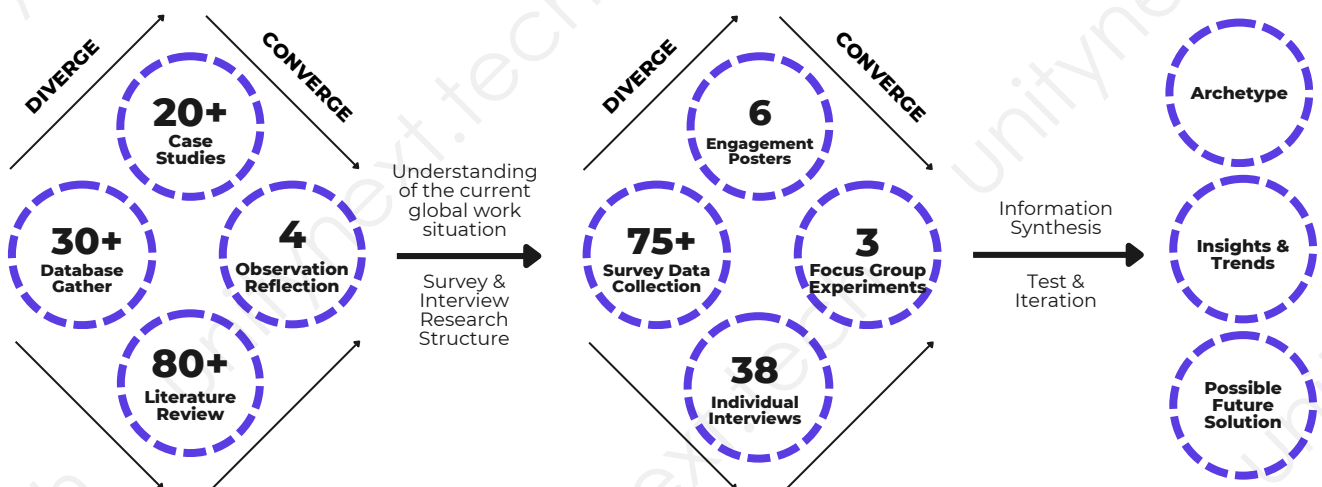 DIVERGE
CONVERGE
20+
Case
Studies
30+
Database
Gather
4
Observation
Reflection
80+
Literature
Review
Understanding
of the current
global work
situation
Survey &
Interview
Research
Structure
DIVERGE
CONVERGE
6
Engagement
Posters
75+
Survey Data
Collection
3
Focus Group
Experiments
38
Individual
Interviews
Information
Synthesis
Test &
Iteration
Archetype
Insights &
Trends
Possible
Future
Solution
unitynext.tech